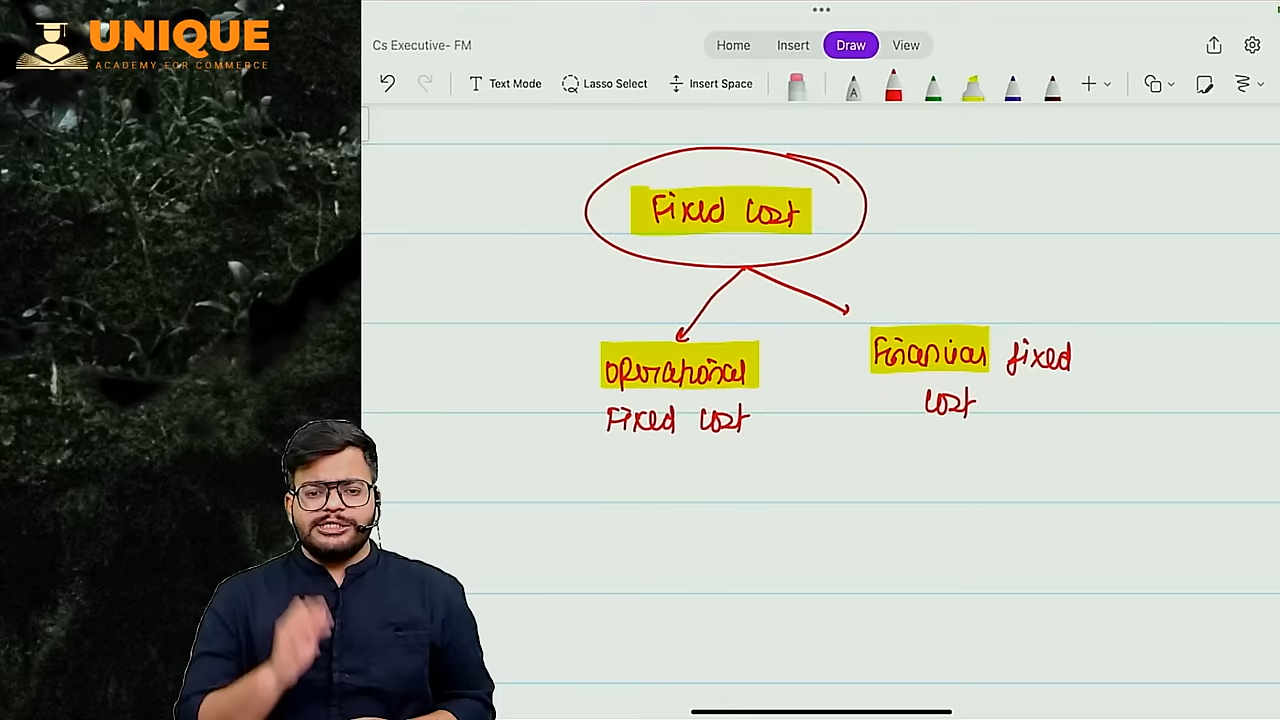 UNIQUE
ACADEMY FOR COMMERCE
Cs Executive- FM
Home Insert Draw View
Text Mode Lasso Select Insert Space
A
Fixed Cost
Operational
Fixed Cost
Financial fixed
Cost